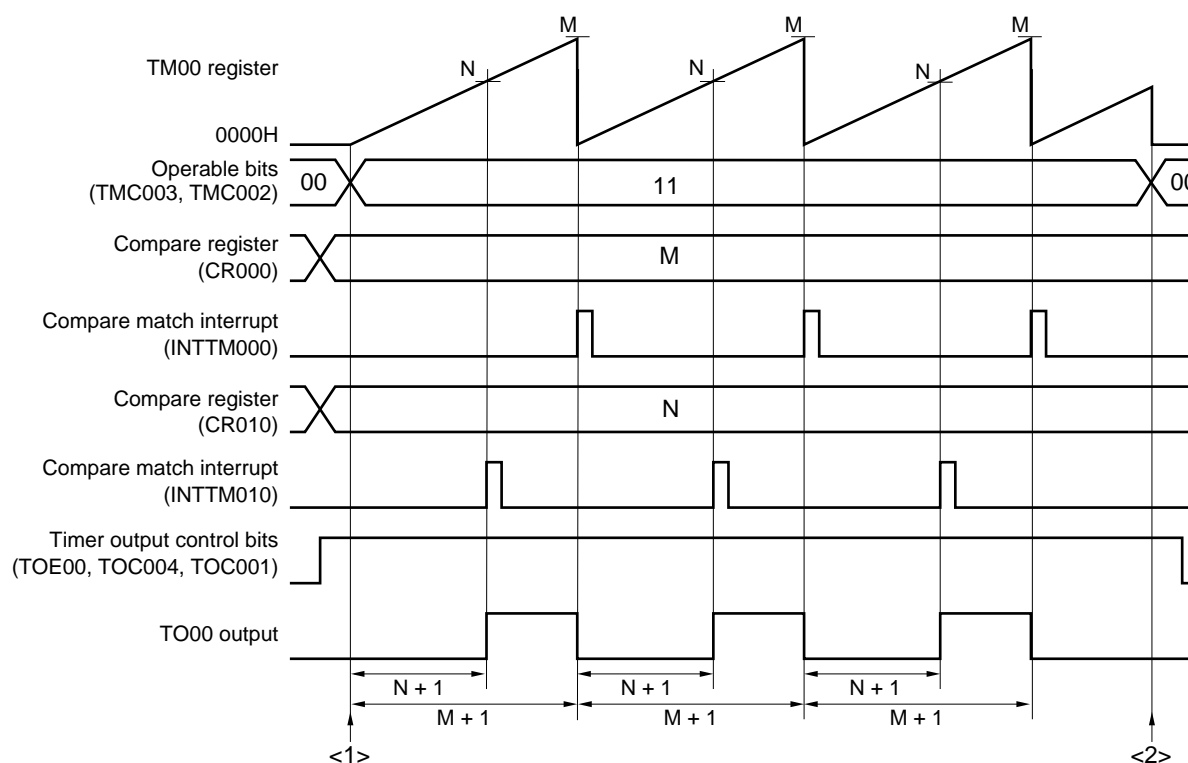 M M M
TM00 register N N N
0000H
Operable bits
(TMC003, TMC002) 00 11 00
Compare register
(CR000) M
Compare match interrupt
(INTTM000)
Compare register
(CR010) N
Compare match interrupt
(INTTM010)
Timer output control bits
(TOE00, TOC004, TOC001)
TO00 output
N + 1 N + 1 N + 1
M + 1 M + 1 M + 1
<1> <2>